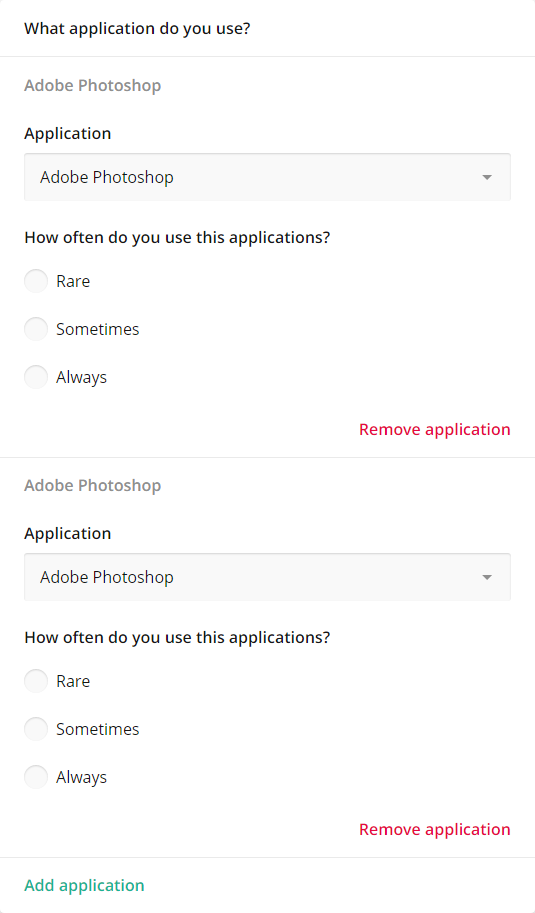 What application do you use?
Adobe Photoshop
Application
Adobe Photoshop
How often do you use this applications?
Rare
Sometimes
Always
Remove application
Adobe Photoshop
Application
Adobe Photoshop
How often do you use this applications?
Rare
Sometimes
Always
Remove application
Add application